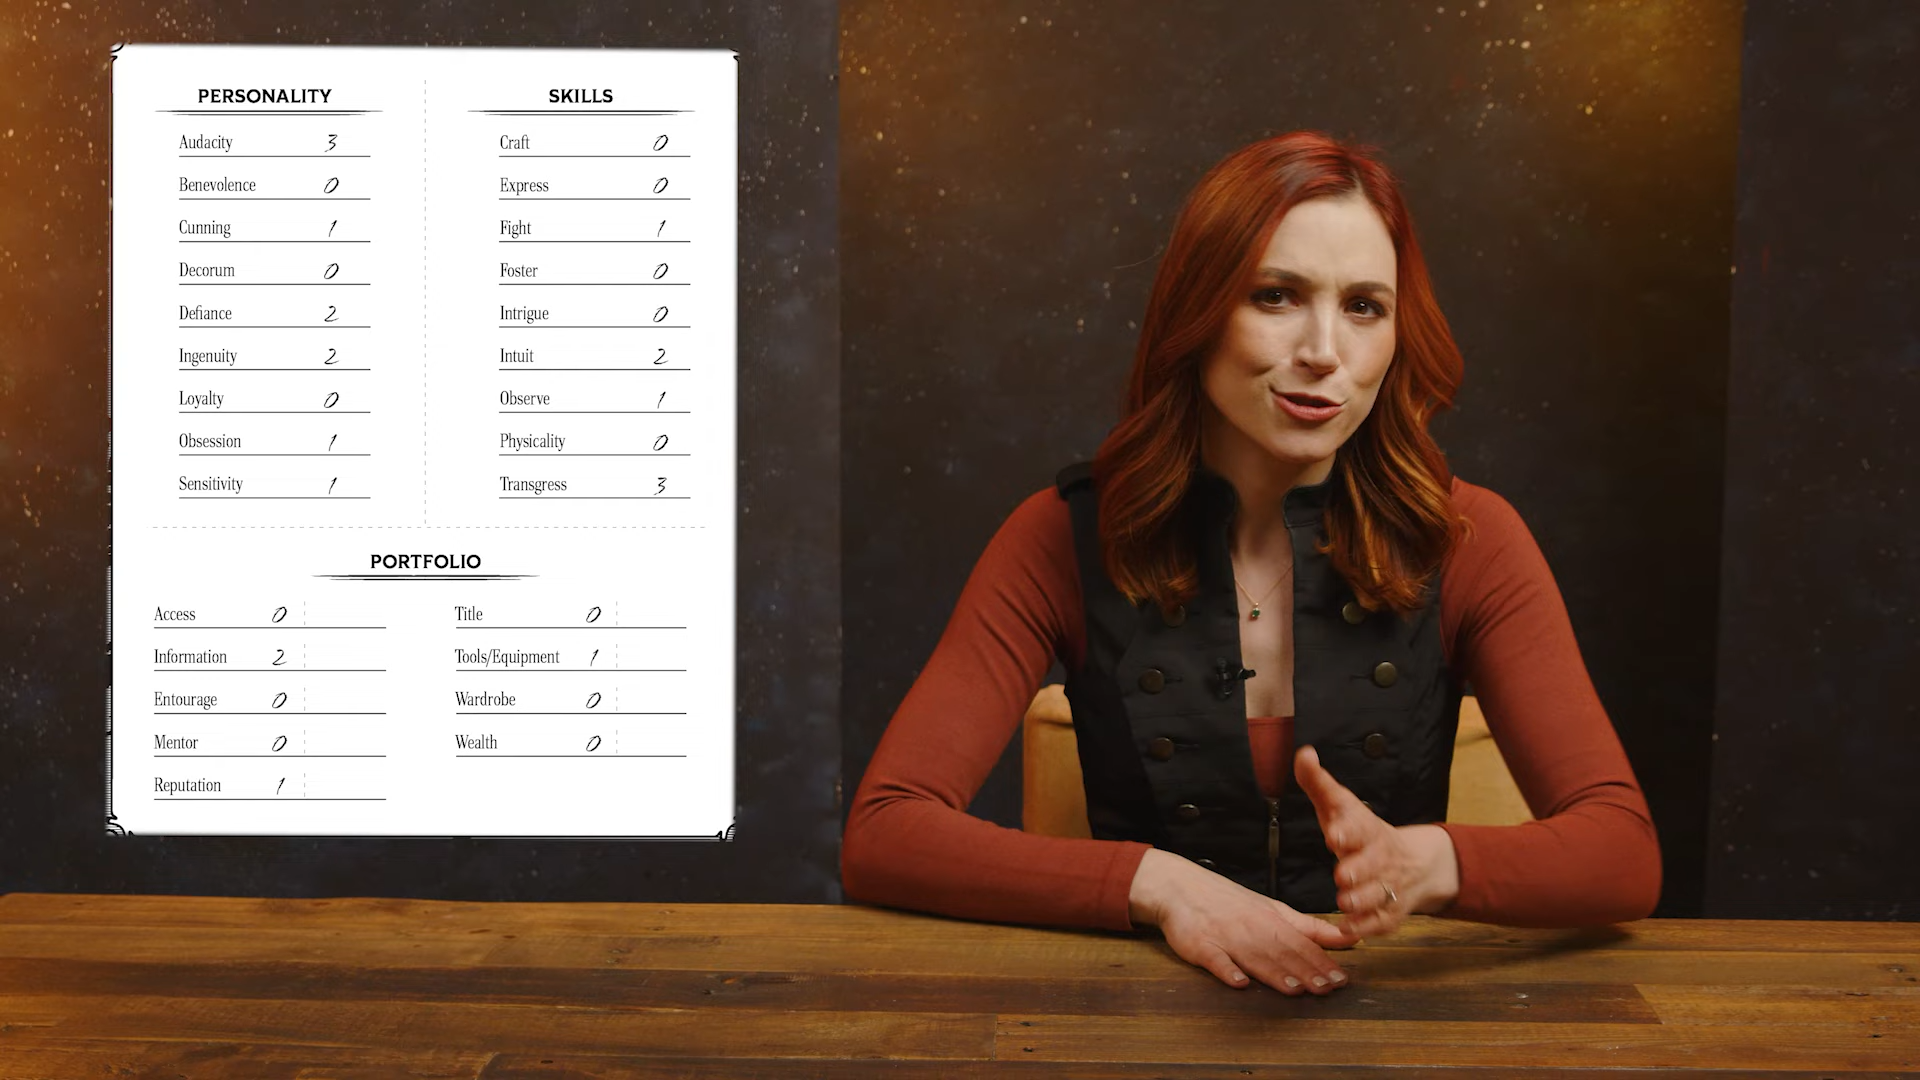 PERSONALITY
Audacity 3
Benevolence 0
Cunning 1
Decorum 0
Defiance 2
Ingenuity 2
Loyalty 0
Obsession 1
Sensitivity 1
SKILLS
Craft 0
Express 0
Fight 1
Foster 0
Intrigue 0
Intuit 2
Observe 1
Physicality 0
Transgress 3
PORTFOLIO
Access 0
Information 2
Entourage 0
Mentor 0
Reputation 1
Title 0
Tools/Equipment 1
Wardrobe 0
Wealth 0